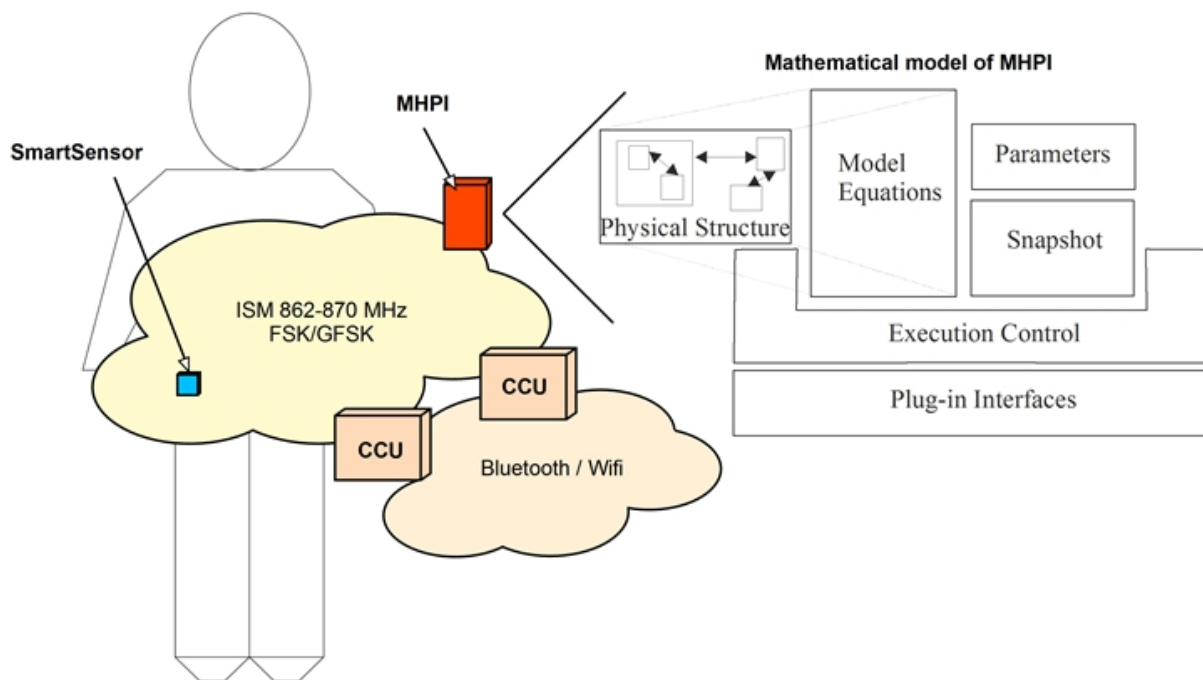 Mathematical model of MHPI
MHPI
SmartSensor
Model
Equations
Parameters
Physical Structure
Snapshot
ISM 862-870 MHz
FSK/GFSK
Execution Control
CCU
Plug-in Interfaces
CCU
Bluetooth / Wifi